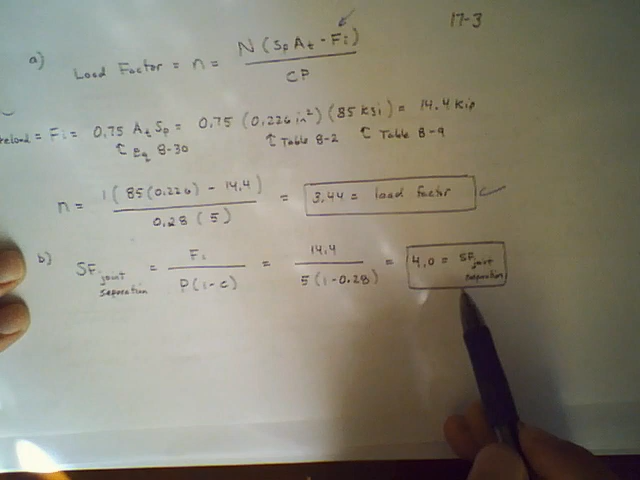 17-3
a) Load Factor = n = N (SpAt - Fi) / CP
reload = Fi = 0,75 At Sp = 0,75 (0,226 in²) (85 ksi) = 14.4 kip
↑ Eq 8-30 ↑ Table 8-2 ↑ Table 8-9
n = 1 ( 85 (0.226) - 14,4 ) / 0,28 (5) = 3,44 = load factor
b) SF joint separation = Fi / P(1-c) = 14.4 / 5(1-0.28) = 4,0 = SF joint separation